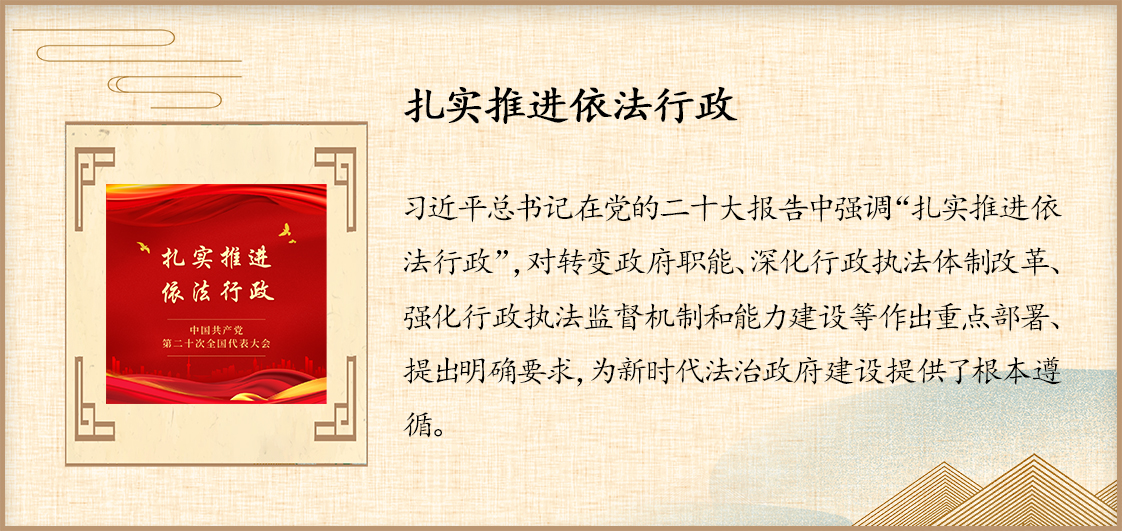 扎实推进依法行政
扎实推进
依法行政
中国共产党
第二十次全国代表大会
习近平总书记在党的二十大报告中强调“扎实推进依
法行政”，对转变政府职能、深化行政执法体制改革、
强化行政执法监督机制和能力建设等作出重点部署、
提出明确要求，为新时代法治政府建设提供了根本遵
循。